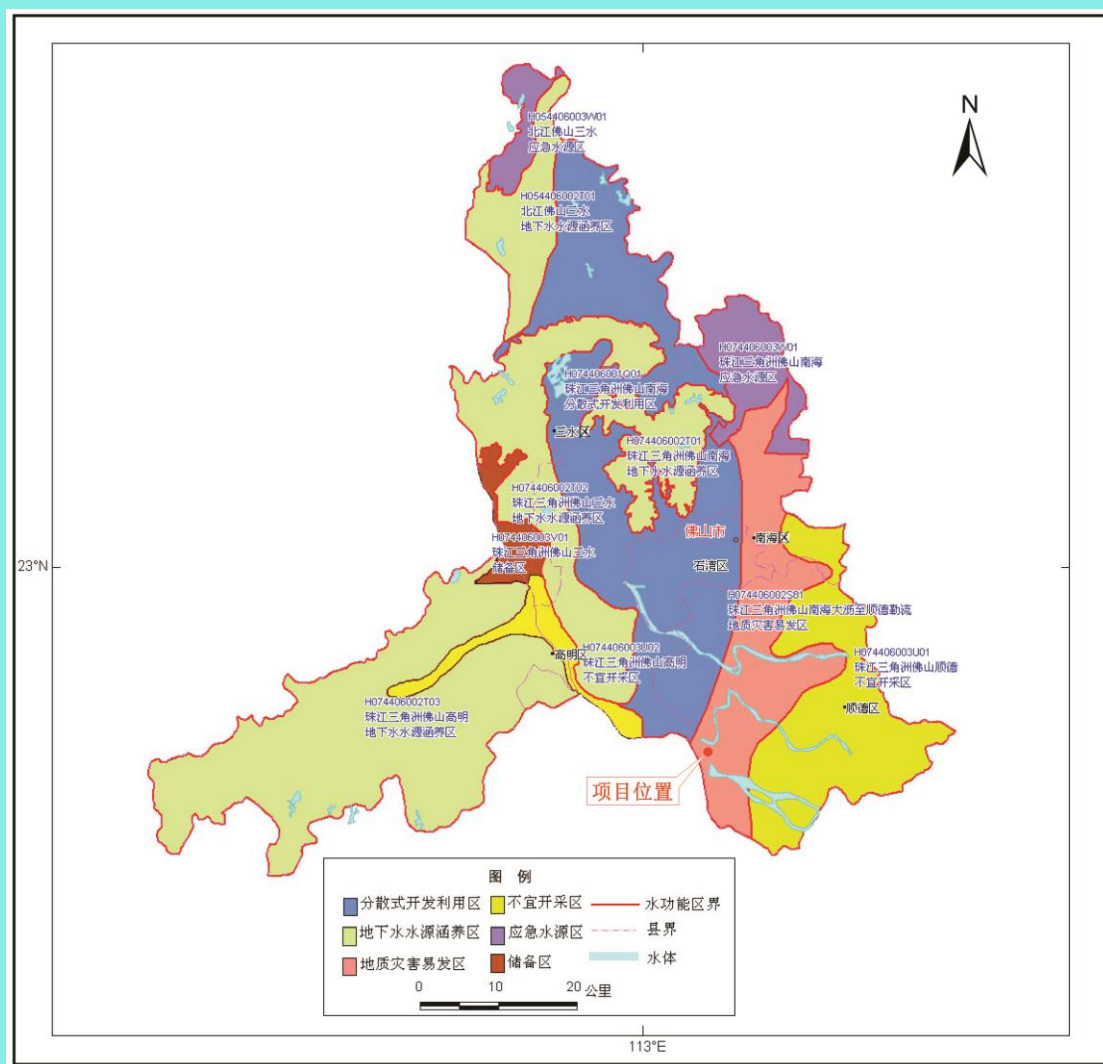 N
H054406003W01
北江佛山三水
应急水源区
H054406002T01
北江佛山三水
地下水水源涵养区
H074406003W01
珠江三角洲佛山南海
应急水源区
H074406001Q01
珠江三角洲佛山南海
分散式开发利用区
三水区
H074406002T01
珠江三角洲佛山南海
地下水水源涵养区
H074406002T02
珠江三角洲佛山三水
地下水水源涵养区
H074406003V01
珠江三角洲佛山三水
储备区
佛山市
南海区
石湾区
23°N
23°N
H074406002S01
珠江三角洲佛山南海大沥至顺德勒流
地质灾害易发区
H074406003U02
珠江三角洲佛山高明
不宜开采区
高明区
H074406003U01
珠江三角洲佛山顺德
不宜开采区
顺德区
H074406002T03
珠江三角洲佛山高明
地下水水源涵养区
项目位置
图 例
分散式开发利用区 不宜开采区 水功能区界
地下水水源涵养区 应急水源区 县界
地质灾害易发区 储备区 水体
0 10 20 公里
113°E